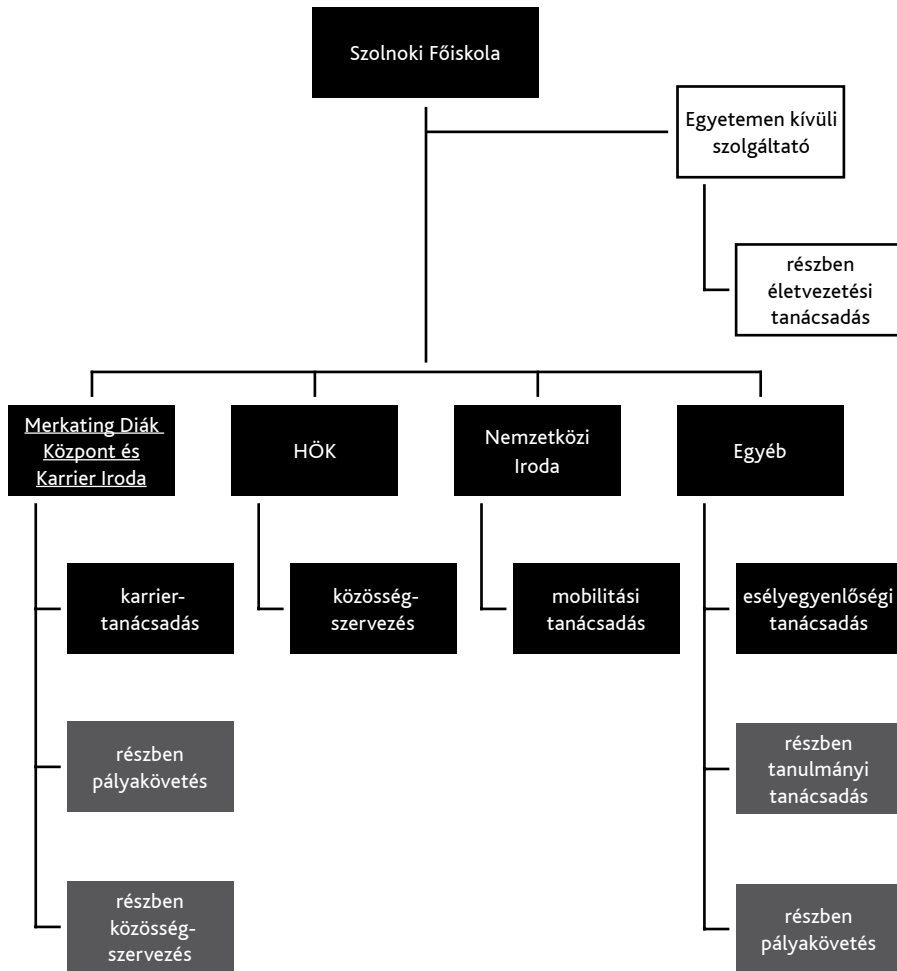 Szolnoki Főiskola
Egyetemen kívüli
szolgáltató
részben
életvezetési
tanácsadás
Merkating Diák
Központ és
Karrier Iroda
HÖK
Nemzetközi
Iroda
Egyéb
karrier-
tanácsadás
közösség-
szervezés
mobilitási
tanácsadás
esélyegyenlőségi
tanácsadás
részben
pályakövetés
részben
tanulmányi
tanácsadás
részben
közösség-
szervezés
részben
pályakövetés